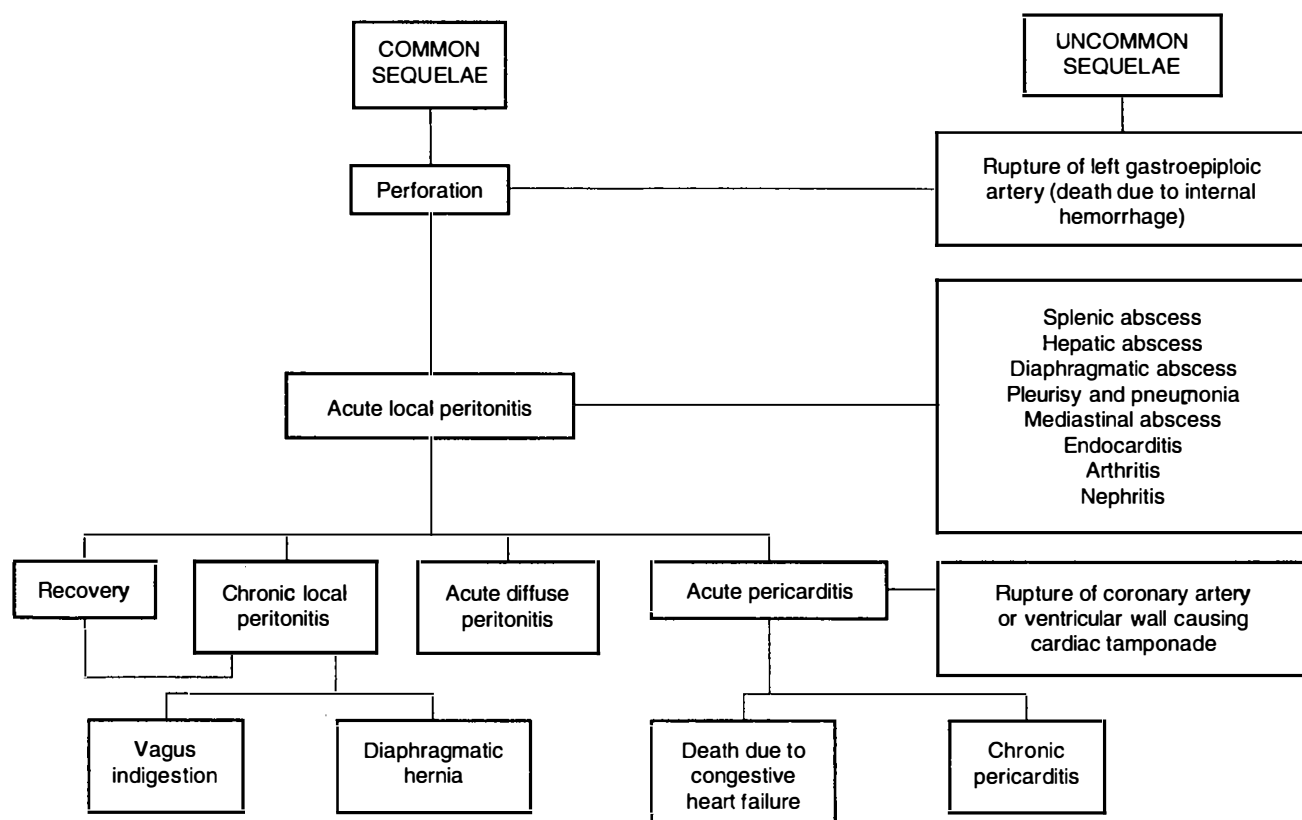 COMMON
SEQUELAE
UNCOMMON
SEQUELAE
Perforation
Rupture of left gastroepiploic
artery (death due to internal
hemorrhage)
Acute local peritonitis
Splenic abscess
Hepatic abscess
Diaphragmatic abscess
Pleurisy and pneumonia
Mediastinal abscess
Endocarditis
Arthritis
Nephritis
Recovery
Chronic local
peritonitis
Acute diffuse
peritonitis
Acute pericarditis
Rupture of coronary artery
or ventricular wall causing
cardiac tamponade
Vagus
indigestion
Diaphragmatic
hernia
Death due to
congestive
heart failure
Chronic
pericarditis